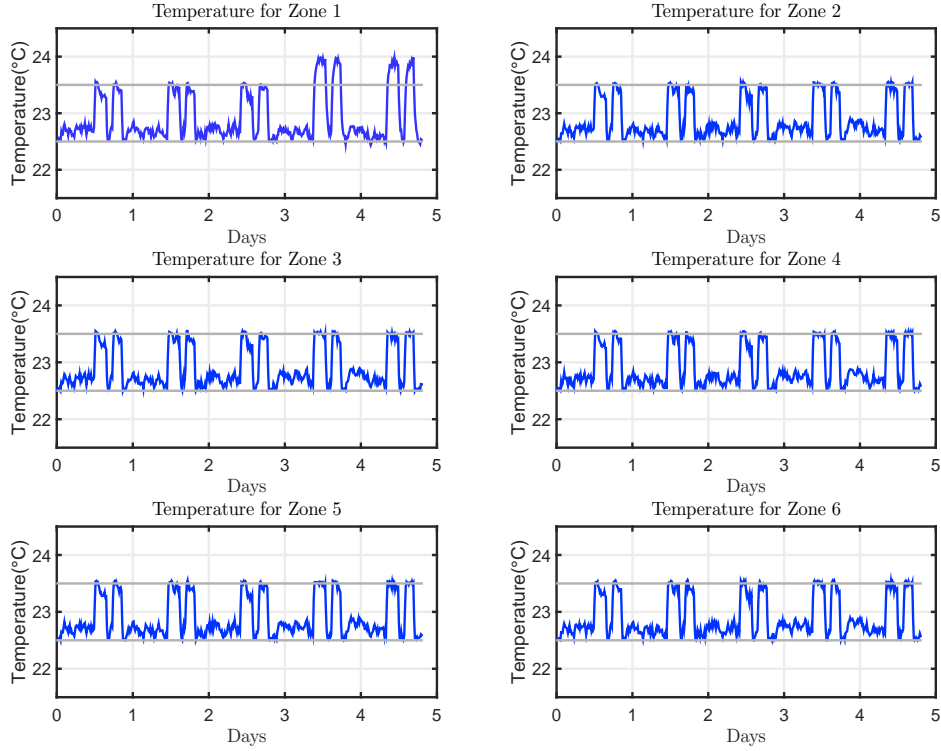 Temperature for Zone 1
Temperature(°C)
24
23
22
0 1 2 3 4 5
Days
Temperature for Zone 2
Temperature(°C)
24
23
22
0 1 2 3 4 5
Days
Temperature for Zone 3
Temperature(°C)
24
23
22
0 1 2 3 4 5
Days
Temperature for Zone 4
Temperature(°C)
24
23
22
0 1 2 3 4 5
Days
Temperature for Zone 5
Temperature(°C)
24
23
22
0 1 2 3 4 5
Days
Temperature for Zone 6
Temperature(°C)
24
23
22
0 1 2 3 4 5
Days